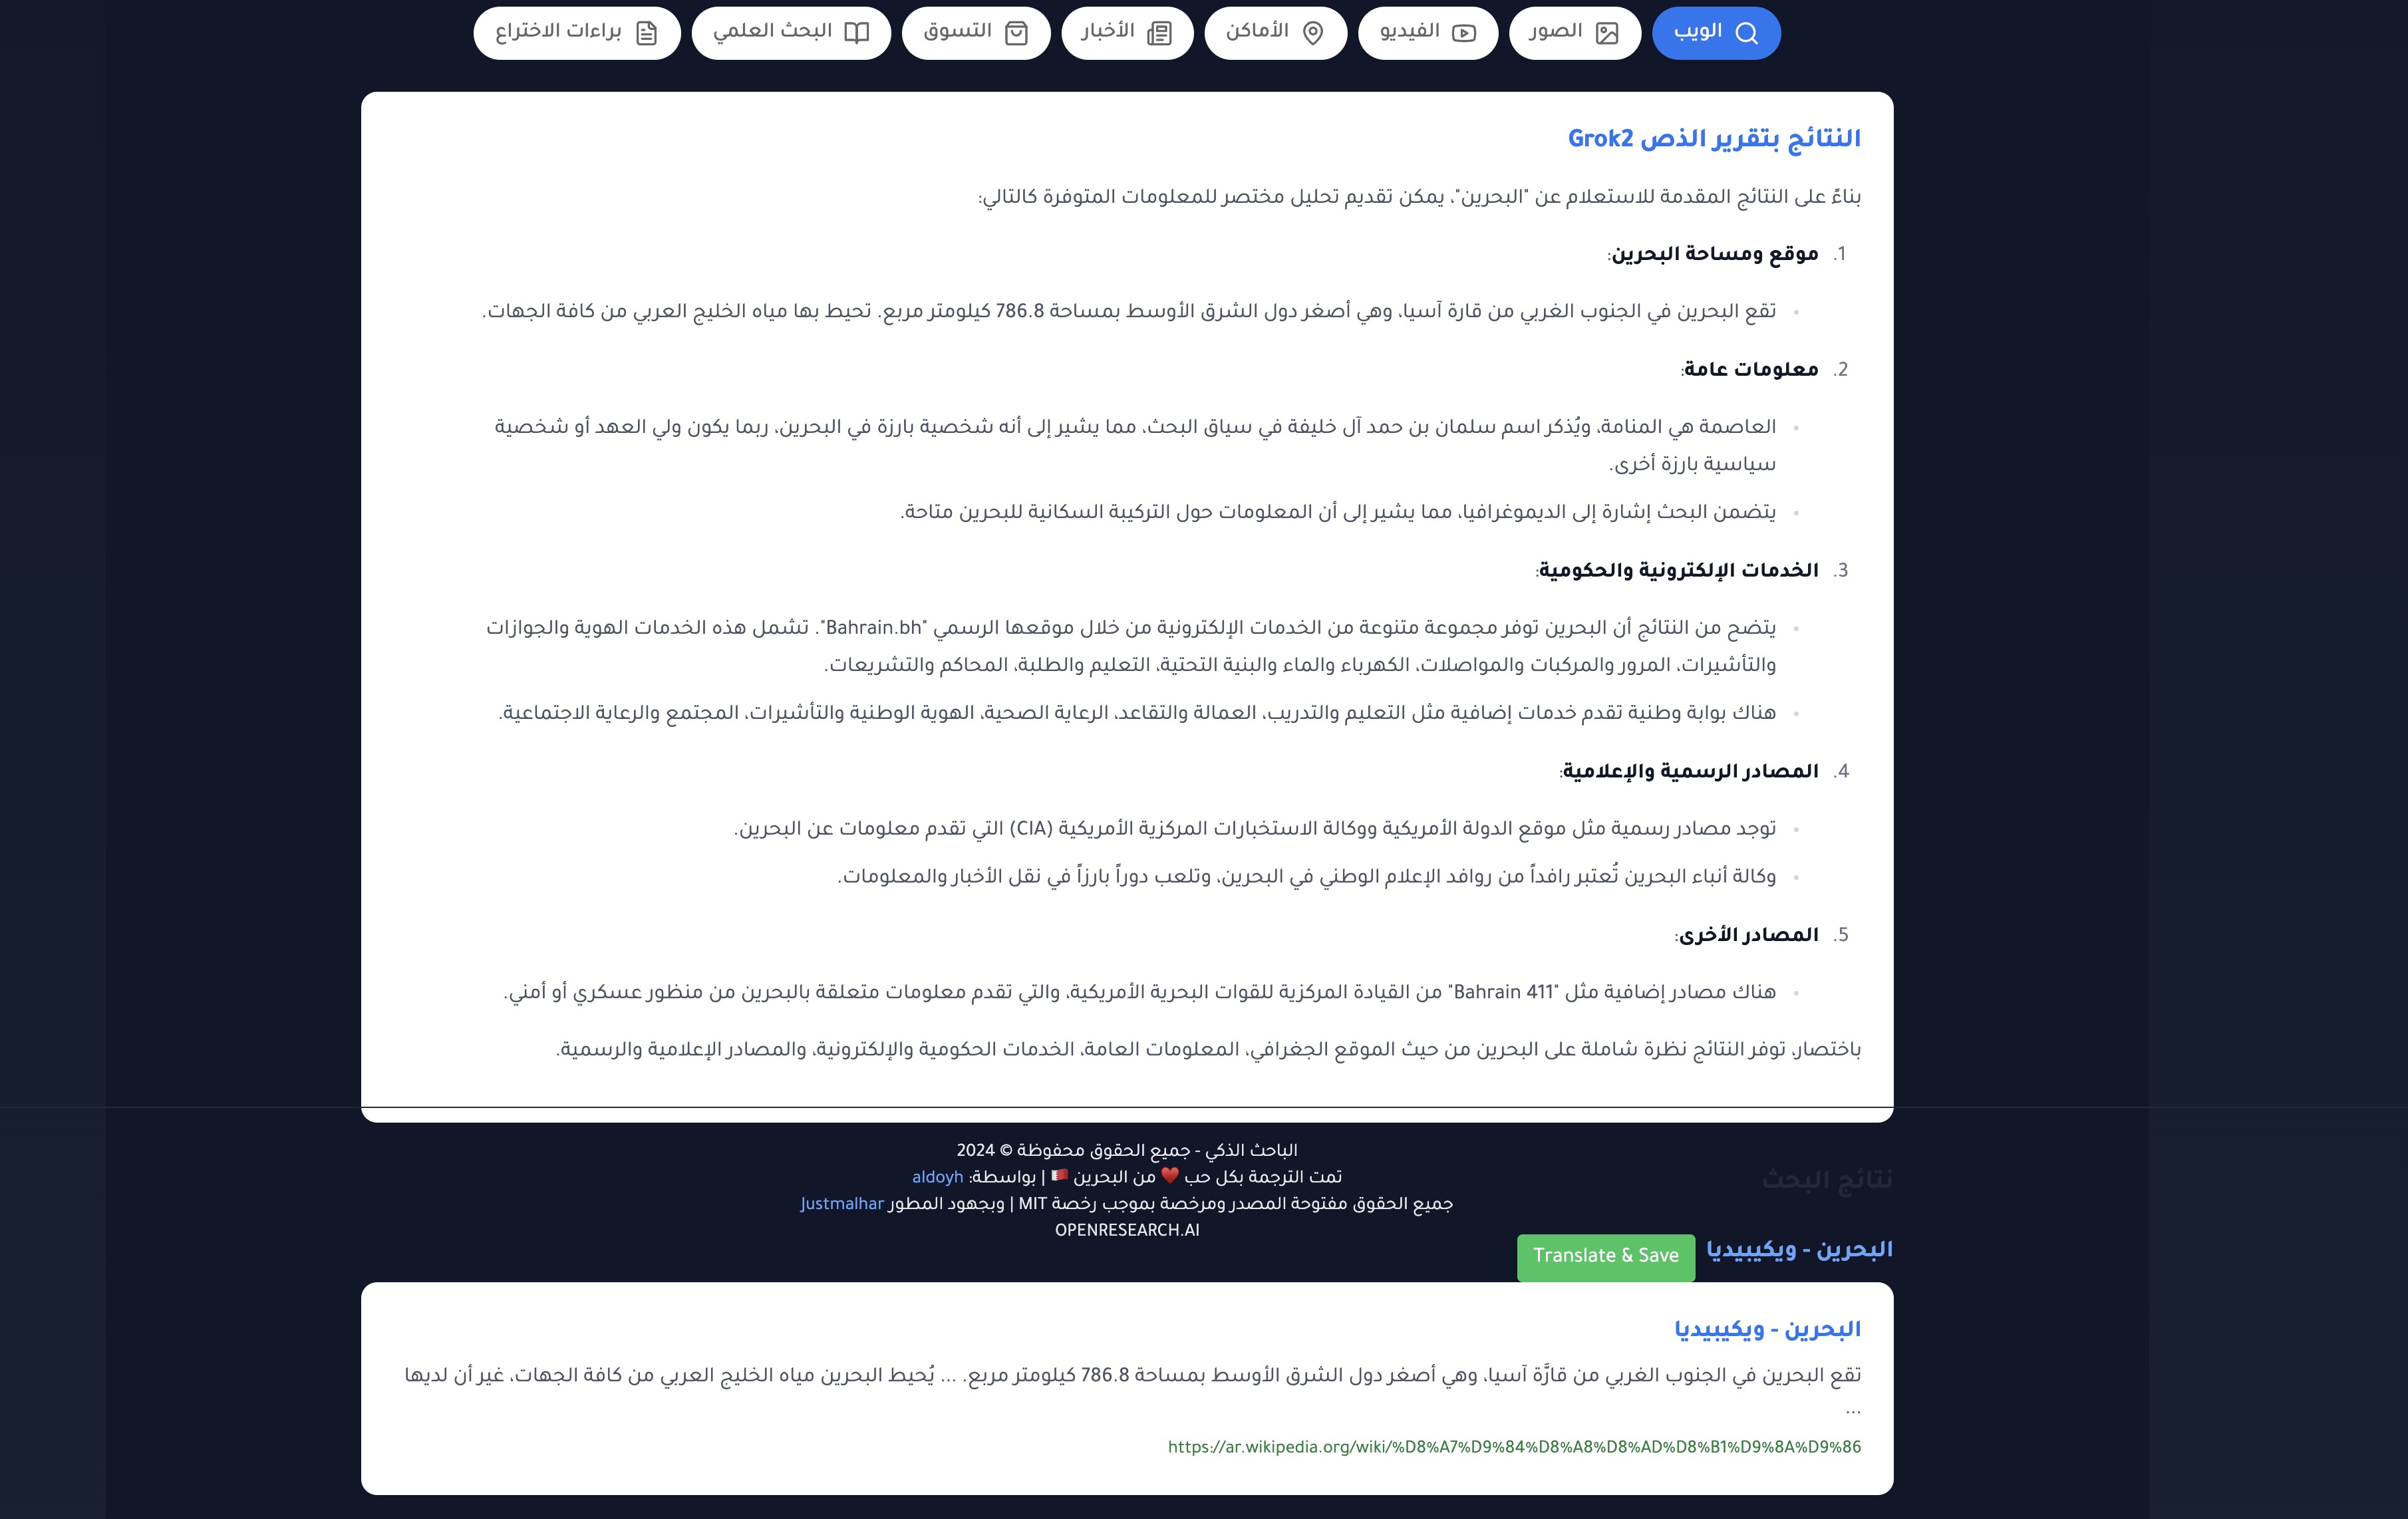 الويب
الصور
الفيديو
الأماكن
الأخبار
التسوق
البحث العلمي
براءات الاختراع
النتائج بتقرير الذص Grok2
بناءً على النتائج المقدمة للاستعلام عن "البحرين"، يمكن تقديم تحليل مختصر للمعلومات المتوفرة كالتالي:
1. موقع ومساحة البحرين:
تقع البحرين في الجنوب الغربي من قارة آسيا، وهي أصغر دول الشرق الأوسط بمساحة 786.8 كيلومتر مربع. تحيط بها مياه الخليج العربي من كافة الجهات.
2. معلومات عامة:
العاصمة هي المنامة، ويُذكر اسم سلمان بن حمد آل خليفة في سياق البحث، مما يشير إلى أنه شخصية بارزة في البحرين، ربما يكون ولي العهد أو شخصية
سياسية بارزة أخرى.
يتضمن البحث إشارة إلى الديموغرافيا، مما يشير إلى أن المعلومات حول التركيبة السكانية للبحرين متاحة.
3. الخدمات الإلكترونية والحكومية:
يتضح من النتائج أن البحرين توفر مجموعة متنوعة من الخدمات الإلكترونية من خلال موقعها الرسمي "Bahrain.bh". تشمل هذه الخدمات الهوية والجوازات
والتأشيرات، المرور والمركبات والمواصلات، الكهرباء والماء والبنية التحتية، التعليم والطلبة، المحاكم والتشريعات.
هناك بوابة وطنية تقدم خدمات إضافية مثل التعليم والتدريب، العمالة والتقاعد، الرعاية الصحية، الهوية الوطنية والتأشيرات، المجتمع والرعاية الاجتماعية.
4. المصادر الرسمية والإعلامية:
توجد مصادر رسمية مثل موقع الدولة الأمريكية ووكالة الاستخبارات المركزية الأمريكية (CIA) التي تقدم معلومات عن البحرين.
وكالة أنباء البحرين تُعتبر رافداً من روافد الإعلام الوطني في البحرين، وتلعب دوراً بارزاً في نقل الأخبار والمعلومات.
5. المصادر الأخرى:
هناك مصادر إضافية مثل "Bahrain 411" من القيادة المركزية للقوات البحرية الأمريكية، والتي تقدم معلومات متعلقة بالبحرين من منظور عسكري أو أمني.
باختصار، توفر النتائج نظرة شاملة على البحرين من حيث الموقع الجغرافي، المعلومات العامة، الخدمات الحكومية والإلكترونية، والمصادر الإعلامية والرسمية.
الباحث الذكي - جميع الحقوق محفوظة © 2024
تمت الترجمة بكل حب ❤️ من البحرين 🇧🇭 | بواسطة: aldoyh
جميع الحقوق مفتوحة المصدر ومرخصة بموجب رخصة MIT | وبجهود المطور Justmalhar
OPENRESEARCH.AI
نتائج البحث
البحرين - ويكيبيديا
Translate & Save
البحرين - ويكيبيديا
تقع البحرين في الجنوب الغربي من قارَّة آسيا، وهي أصغر دول الشرق الأوسط بمساحة 786.8 كيلومتر مربع. ... يُحيط البحرين مياه الخليج العربي من كافة الجهات، غير أن لديها
...
https://ar.wikipedia.org/wiki/%D8%A7%D9%84%D8%A8%D8%AD%D8%B1%D9%8A%D9%86